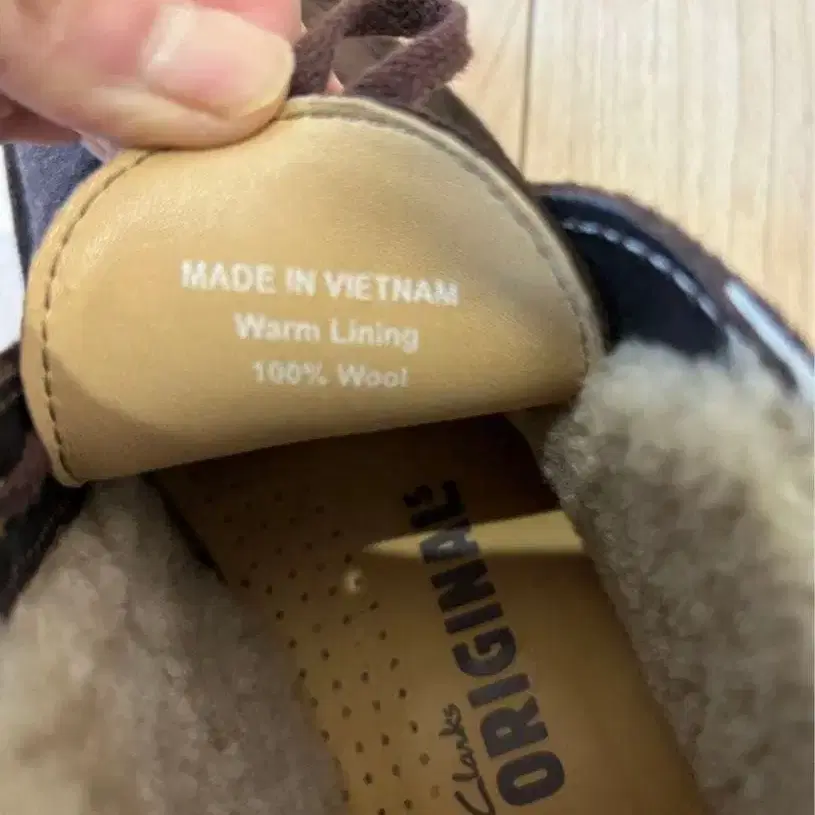 MADE IN VIETNAM
Warm Lining
100% Wool
Clarks
ORIGINALS